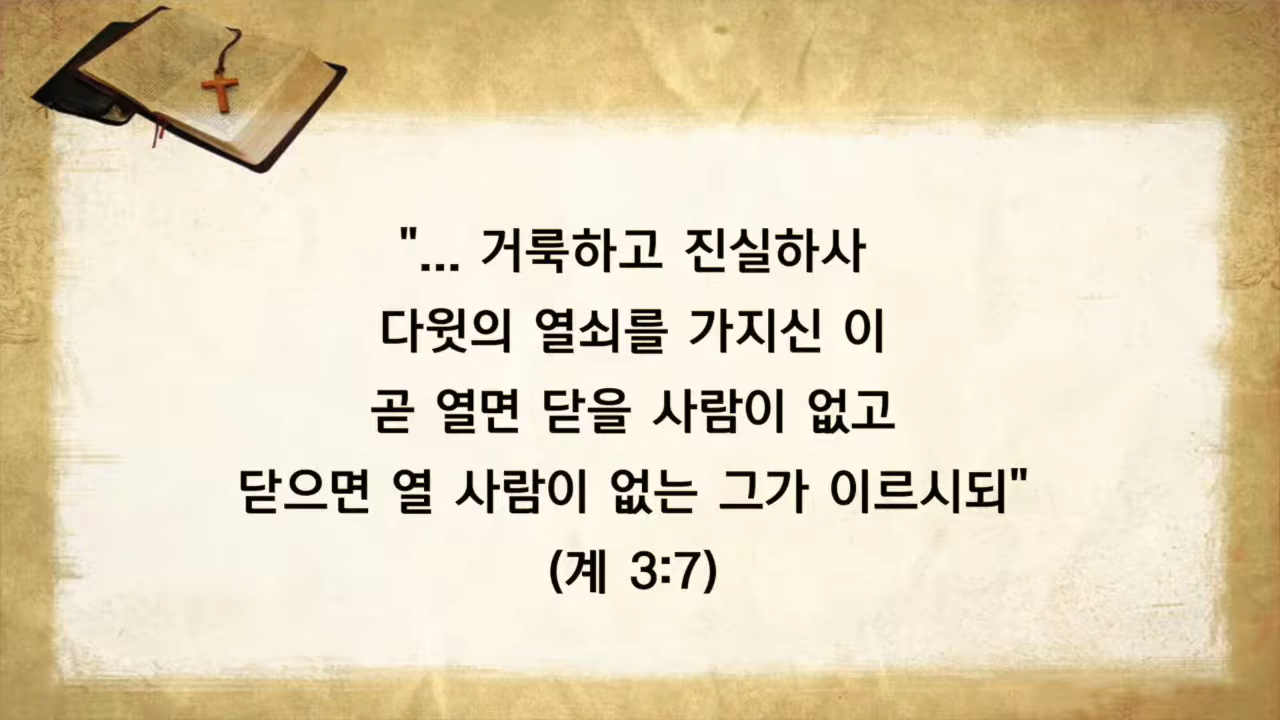 "... 거룩하고 진실하사
다윗의 열쇠를 가지신 이
곧 열면 닫을 사람이 없고
닫으면 열 사람이 없는 그가 이르시되"
(계 3:7)